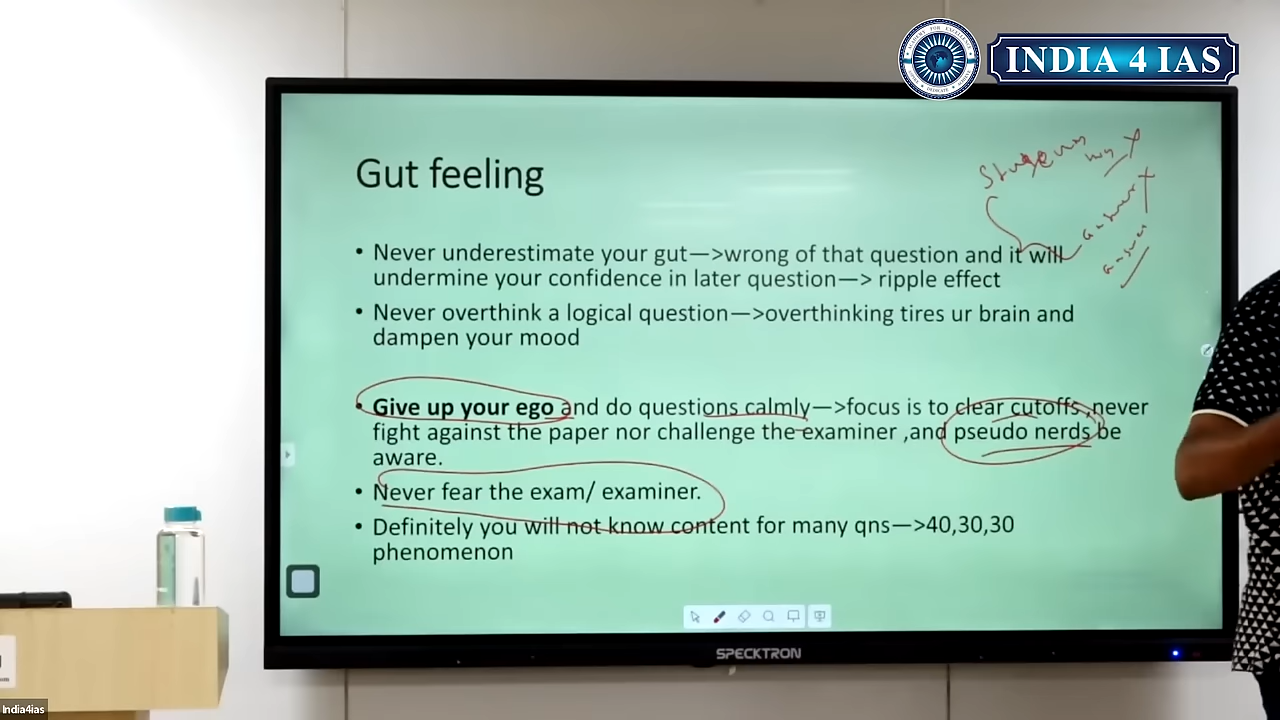 INDIA 4 IAS
Gut feeling
• Never underestimate your gut—>wrong of that question and it will
undermine your confidence in later question—> ripple effect
• Never overthink a logical question—>overthinking tires ur brain and
dampen your mood
• Give up your ego and do questions calmly—>focus is to clear cutoffs ,never
fight against the paper nor challenge the examiner ,and pseudo nerds be
aware.
• Never fear the exam/ examiner.
• Definitely you will not know content for many qns—>40,30,30
phenomenon
answer
SPECKTRON
India4ias